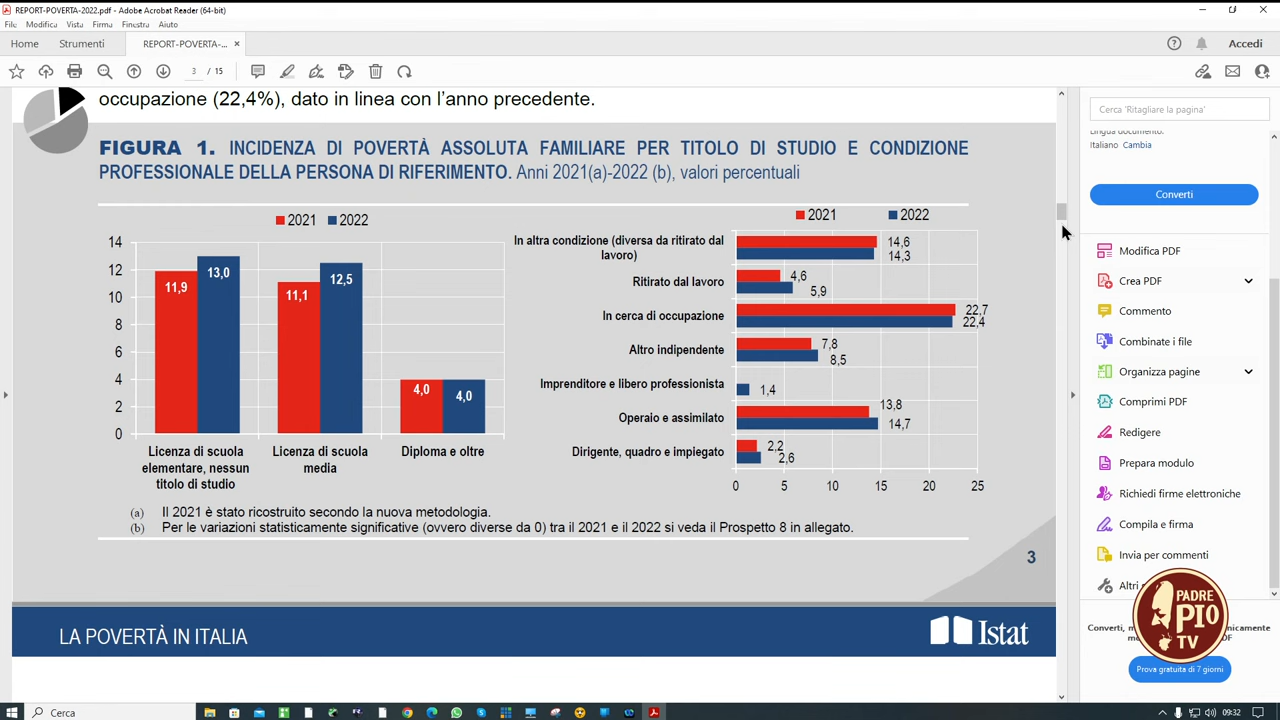 REPORT-POVERTA-2022.pdf - Adobe Acrobat Reader (64-bit)
File Modifica Vista Firma Finestra Aiuto
Home Strumenti REPORT-POVERTA-... × Accedi
3 / 15
occupazione (22,4%), dato in linea con l'anno precedente.
FIGURA 1. INCIDENZA DI POVERTÀ ASSOLUTA FAMILIARE PER TITOLO DI STUDIO E CONDIZIONE
PROFESSIONALE DELLA PERSONA DI RIFERIMENTO. Anni 2021(a)-2022 (b), valori percentuali
2021 2022
14
12
10
8
6
4
2
0
11,9
13,0
11,1
12,5
4,0
4,0
Licenza di scuola
elementare, nessun
titolo di studio
Licenza di scuola
media
Diploma e oltre
2021 2022
In altra condizione (diversa da ritirato dal
lavoro)
14,6
14,3
Ritirato dal lavoro
4,6
5,9
In cerca di occupazione
22,7
22,4
Altro indipendente
7,8
8,5
Imprenditore e libero professionista
1,4
Operaio e assimilato
13,8
14,7
Dirigente, quadro e impiegato
2,2
2,6
0 5 10 15 20 25
(a) Il 2021 è stato ricostruito secondo la nuova metodologia.
(b) Per le variazioni statisticamente significative (ovvero diverse da 0) tra il 2021 e il 2022 si veda il Prospetto 8 in allegato.
3
LA POVERTÀ IN ITALIA
Istat
Cerca 'Ritagliare la pagina'
Lingua documento:
Italiano Cambia
Converti
Modifica PDF
Crea PDF
Commento
Combinate i file
Organizza pagine
Comprimi PDF
Redigere
Prepara modulo
Richiedi firme elettroniche
Compila e firma
Invia per commenti
Altri
PADRE
PIO
TV
Converti,
Prova gratuita di 7 giorni
Cerca
09:32